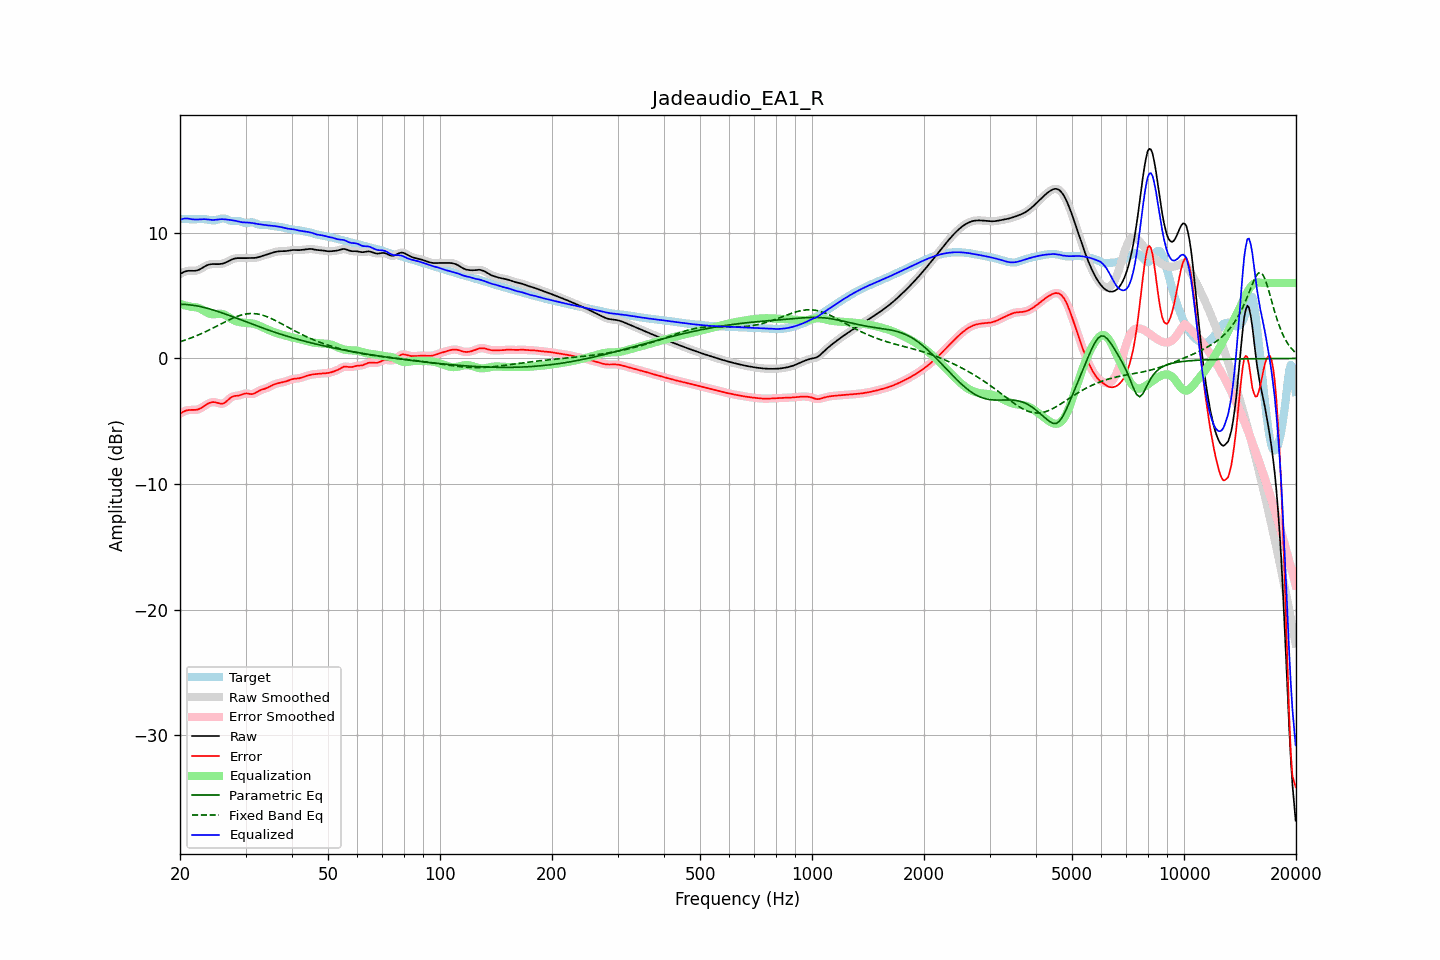 Jadeaudio_EA1_R
10
0
−10
−20
−30
Amplitude (dBr)
Target
Raw Smoothed
Error Smoothed
Raw
Error
Equalization
Parametric Eq
Fixed Band Eq
Equalized
20 50 100 200 500 1000 2000 5000 10000 20000
Frequency (Hz)